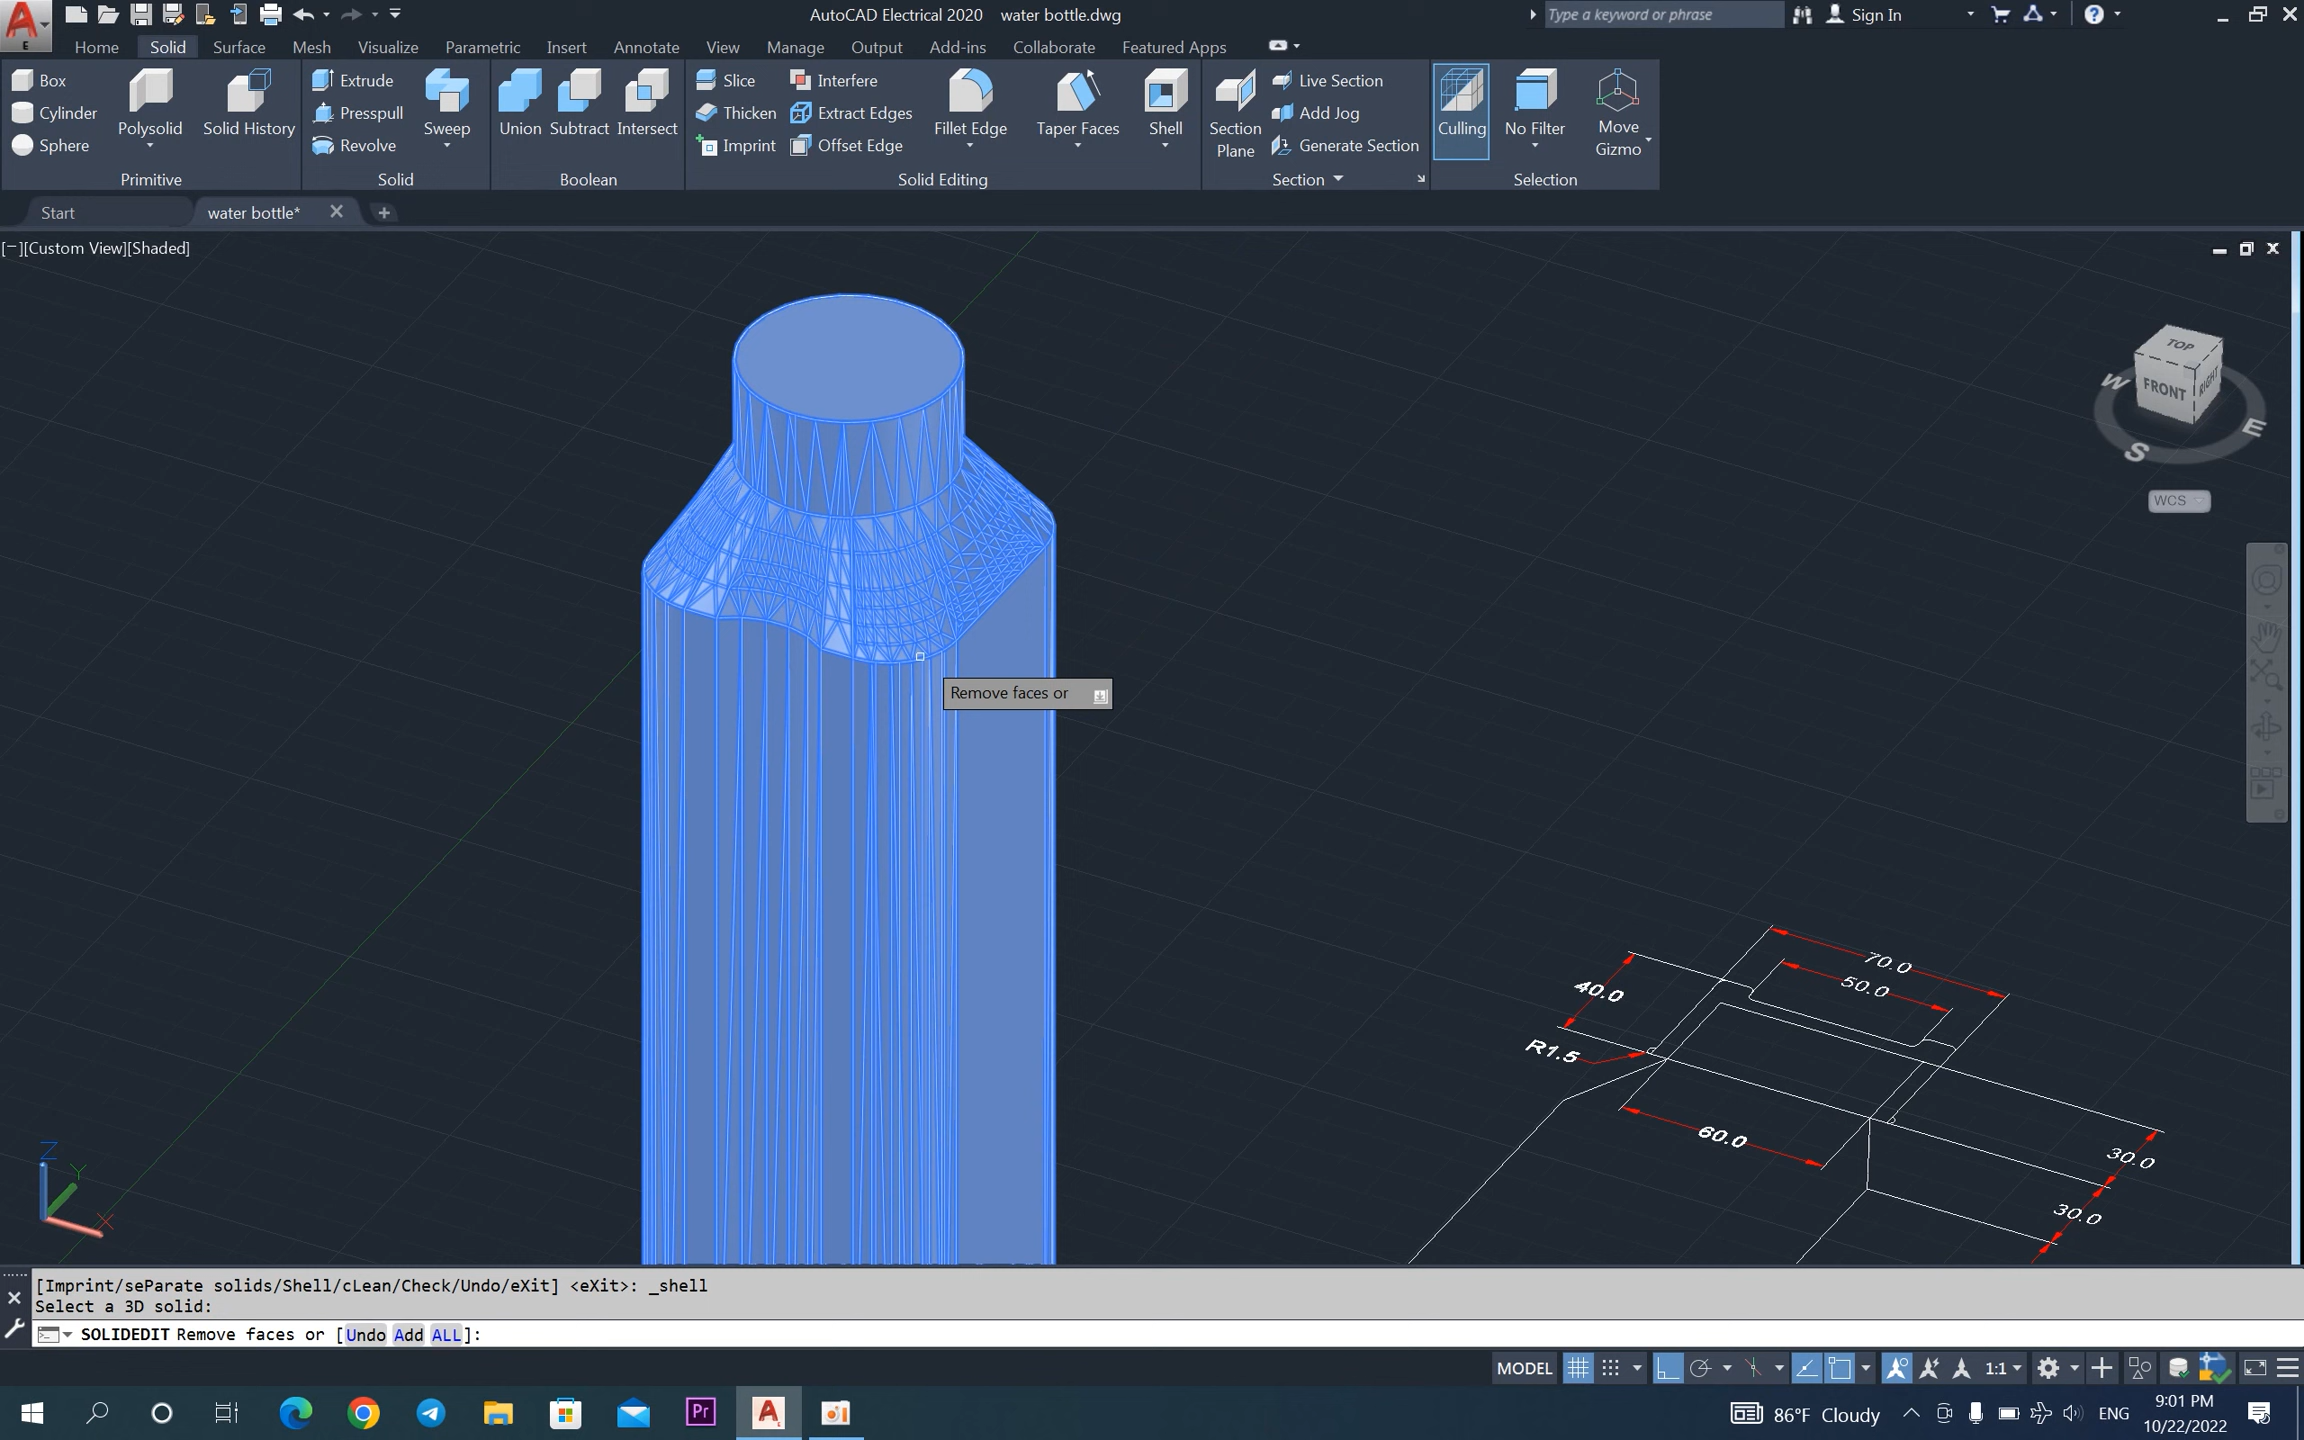 AutoCAD Electrical 2020 water bottle.dwg
Type a keyword or phrase
Sign In
Home Solid Surface Mesh Visualize Parametric Insert Annotate View Manage Output Add-ins Collaborate Featured Apps
Box
Cylinder
Sphere
Polysolid
Solid History
Primitive
Extrude
Presspull
Revolve
Sweep
Solid
Union
Subtract
Intersect
Boolean
Slice
Thicken
Imprint
Interfere
Extract Edges
Offset Edge
Fillet Edge
Taper Faces
Shell
Solid Editing
Section
Plane
Live Section
Add Jog
Generate Section
Section
Culling
No Filter
Move
Gizmo
Selection
Start
water bottle*
[−][Custom View][Shaded]
TOP
FRONT
RIGHT
W
S
E
WCS
Remove faces or
70.0
50.0
40.0
R1.5
60.0
30.0
30.0
Z
Y
X
[Imprint/seParate solids/Shell/cLean/Check/Undo/eXit] <eXit>: _shell
Select a 3D solid:
SOLIDEDIT Remove faces or [Undo Add ALL]:
MODEL
1:1
Pr
A
86°F Cloudy
ENG
9:01 PM
10/22/2022